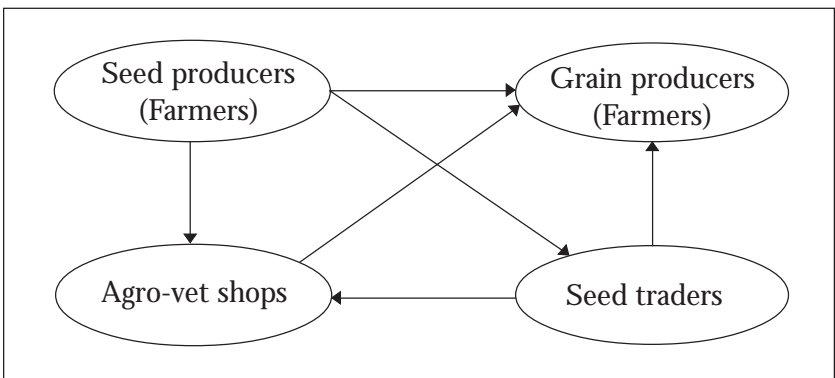 Seed producers
(Farmers)
Grain producers
(Farmers)
Agro-vet shops
Seed traders